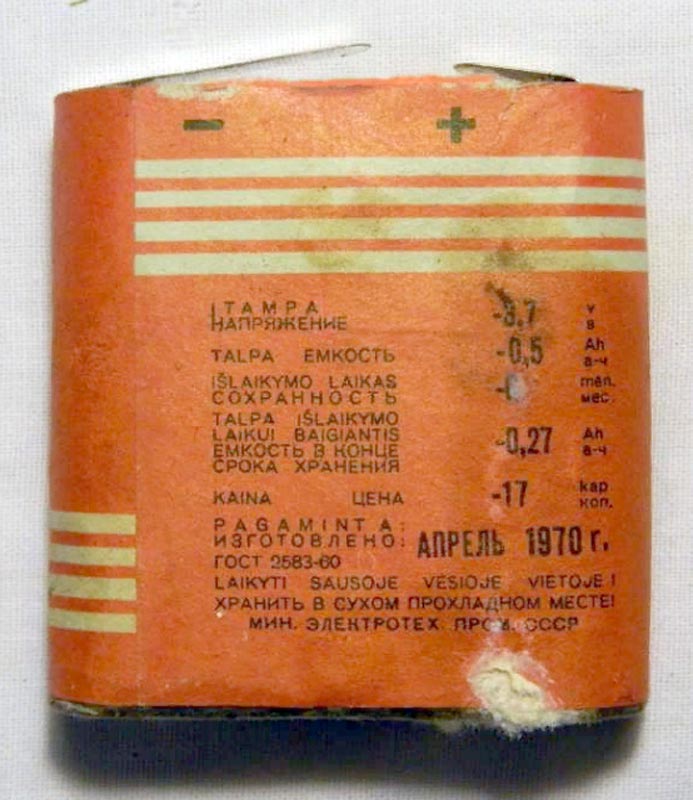 - +
ĮTAMPA
НАПРЯЖЕНИЕ -3,7 V в
TALPA ЕМКОСТЬ -0,5 Ah а-ч
IŠLAIKYMO LAIKAS mėn.
СОХРАННОСТЬ мес.
TALPA IŠLAIKYMO
LAIKUI BAIGIANTIS
ЕМКОСТЬ В КОНЦЕ -0,27 Ah а-ч
СРОКА ХРАНЕНИЯ
KAINA ЦЕНА -17 kap коп.
PAGAMINTA:
ИЗГОТОВЛЕНО: АПРЕЛЬ 1970 г.
ГОСТ 2583-60
LAIKYTI SAUSOJE VĖSIOJE VIETOJE!
ХРАНИТЬ В СУХОМ ПРОХЛАДНОМ МЕСТЕ!
МИН. ЭЛЕКТРОТЕХ. ПРОМ. СССР